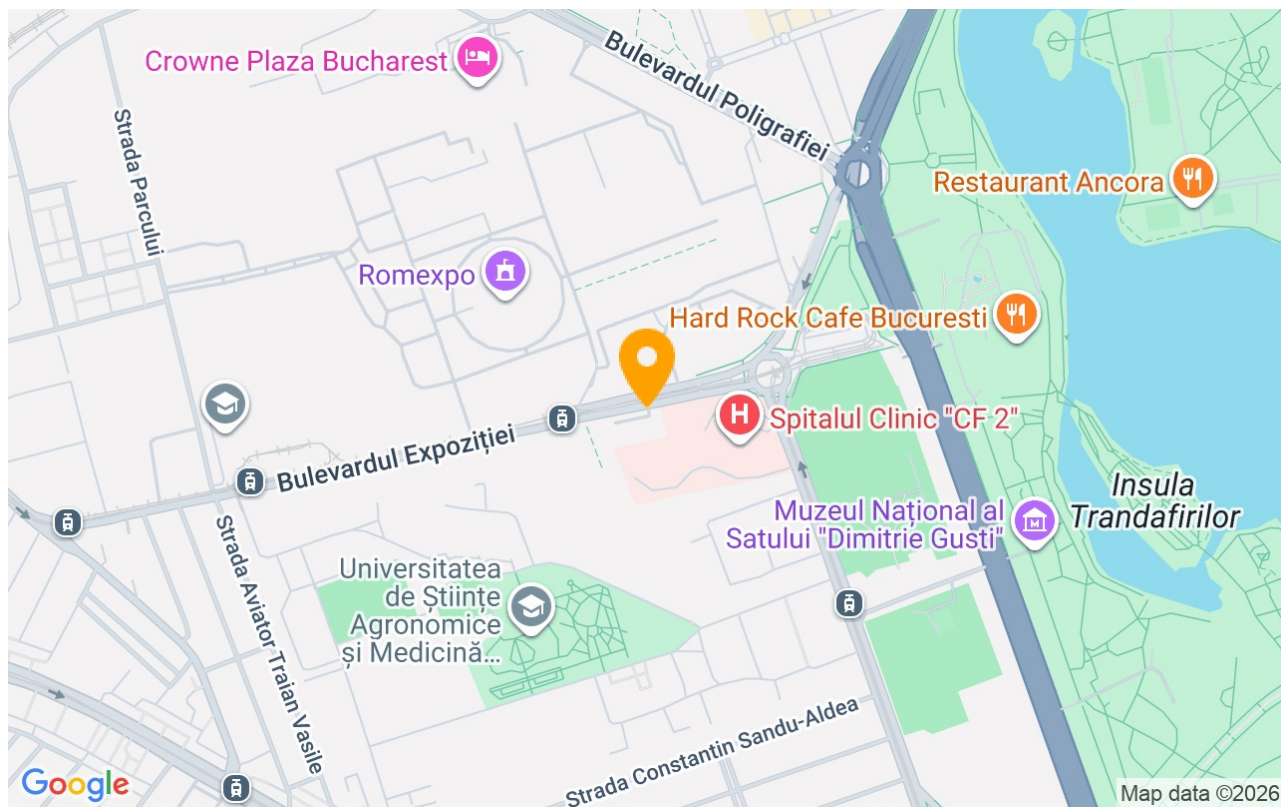 Bulevardul Poligrafiei
Crowne Plaza Bucharest
Strada Parcului
Restaurant Ancora
Romexpo
Hard Rock Cafe Bucuresti
H
Spitalul Clinic "CF 2"
Bulevardul Expoziției
Insula
Trandafirilor
Muzeul Național al
Satului "Dimitrie Gusti"
M
Universitatea
de Științe
Agronomice
și Medicină...
Strada Aviator Traian Vasile
Strada Constantin Sandu-Aldea
Google
Map data ©2026